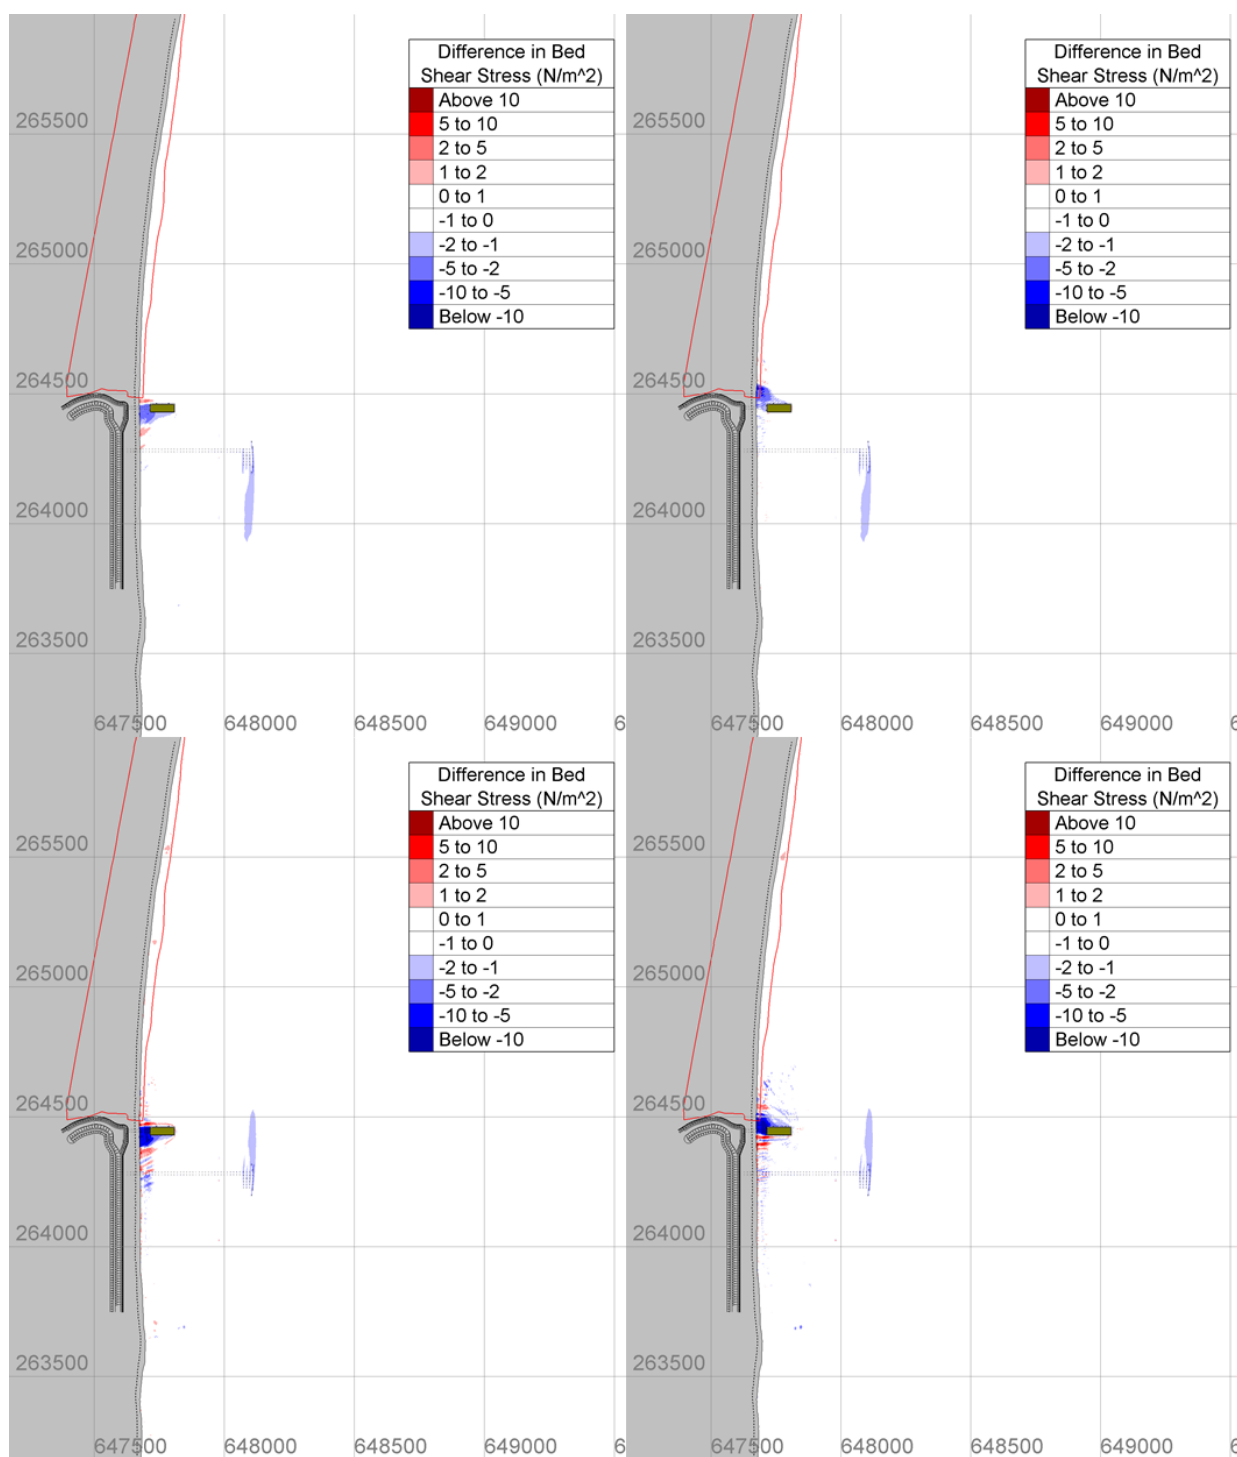 Difference in Bed
Shear Stress (N/m^2)
Above 10
5 to 10
2 to 5
1 to 2
0 to 1
-1 to 0
-2 to -1
-5 to -2
-10 to -5
Below -10
265500
265000
264500
264000
263500
647500 648000 648500 649000 6
Difference in Bed
Shear Stress (N/m^2)
Above 10
5 to 10
2 to 5
1 to 2
0 to 1
-1 to 0
-2 to -1
-5 to -2
-10 to -5
Below -10
265500
265000
264500
264000
263500
647500 648000 648500 649000 6
Difference in Bed
Shear Stress (N/m^2)
Above 10
5 to 10
2 to 5
1 to 2
0 to 1
-1 to 0
-2 to -1
-5 to -2
-10 to -5
Below -10
265500
265000
264500
264000
263500
647500 648000 648500 649000 6
Difference in Bed
Shear Stress (N/m^2)
Above 10
5 to 10
2 to 5
1 to 2
0 to 1
-1 to 0
-2 to -1
-5 to -2
-10 to -5
Below -10
265500
265000
264500
264000
263500
647500 648000 648500 649000 6